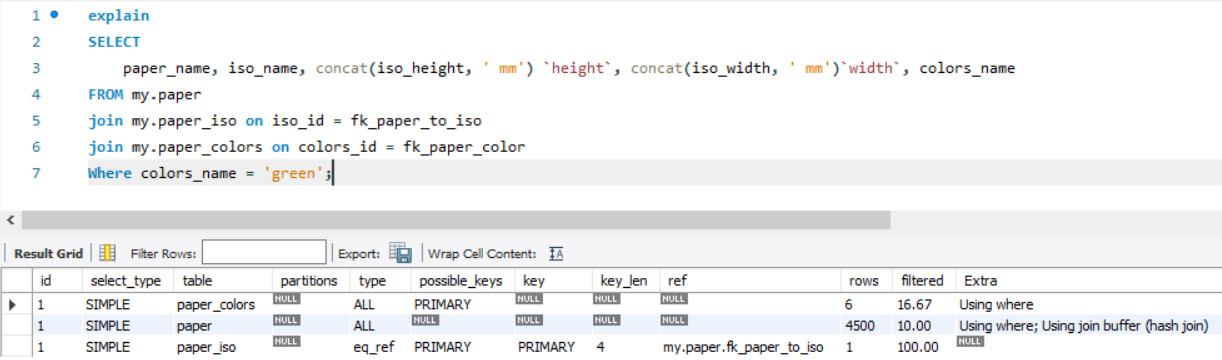 1 explain
2 SELECT
3 paper_name, iso_name, concat(iso_height, ' mm') `height`, concat(iso_width, ' mm')`width`, colors_name
4 FROM my.paper
5 join my.paper_iso on iso_id = fk_paper_to_iso
6 join my.paper_colors on colors_id = fk_paper_color
7 Where colors_name = 'green';
Result Grid Filter Rows: Export: Wrap Cell Content: IA
id select_type table partitions type possible_keys key key_len ref rows filtered Extra
1 SIMPLE paper_colors NULL ALL PRIMARY NULL NULL NULL 6 16.67 Using where
1 SIMPLE paper NULL ALL NULL NULL NULL NULL 4500 10.00 Using where; Using join buffer (hash join)
1 SIMPLE paper_iso NULL eq_ref PRIMARY PRIMARY 4 my.paper.fk_paper_to_iso 1 100.00 NULL